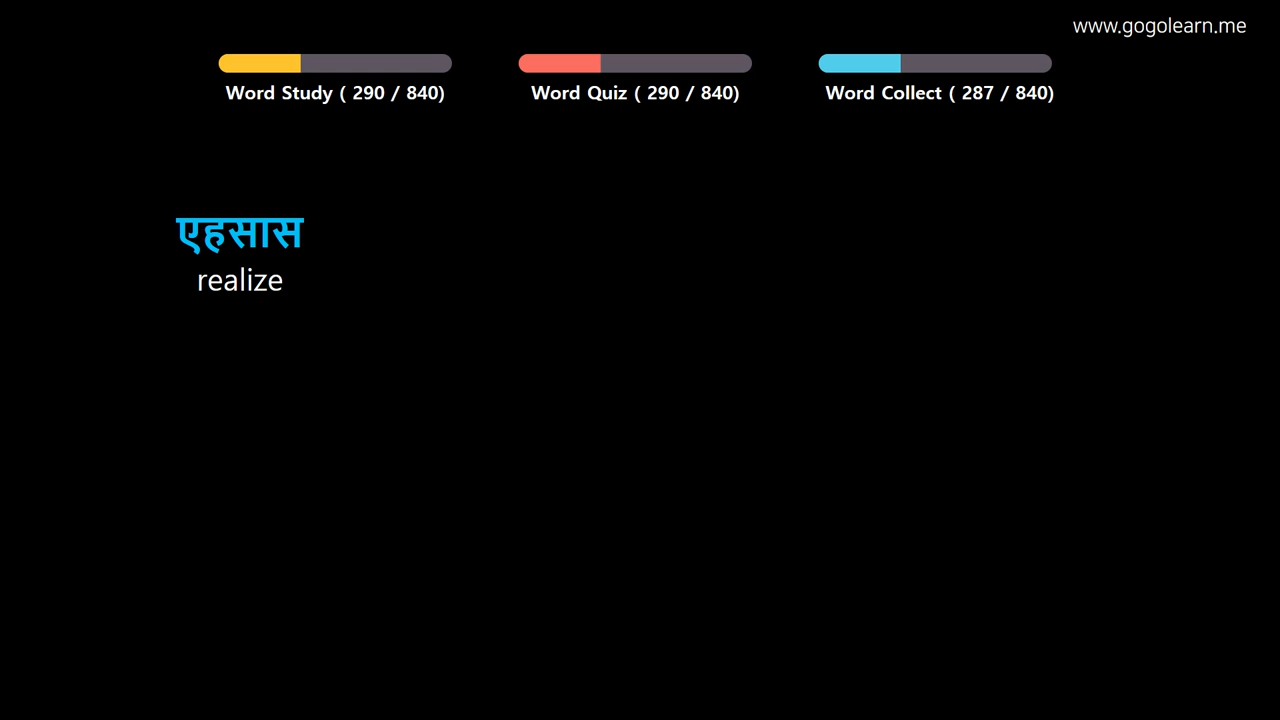 www.gogolearn.me
Word Study ( 290 / 840)
Word Quiz ( 290 / 840)
Word Collect ( 287 / 840)
एहसास
realize